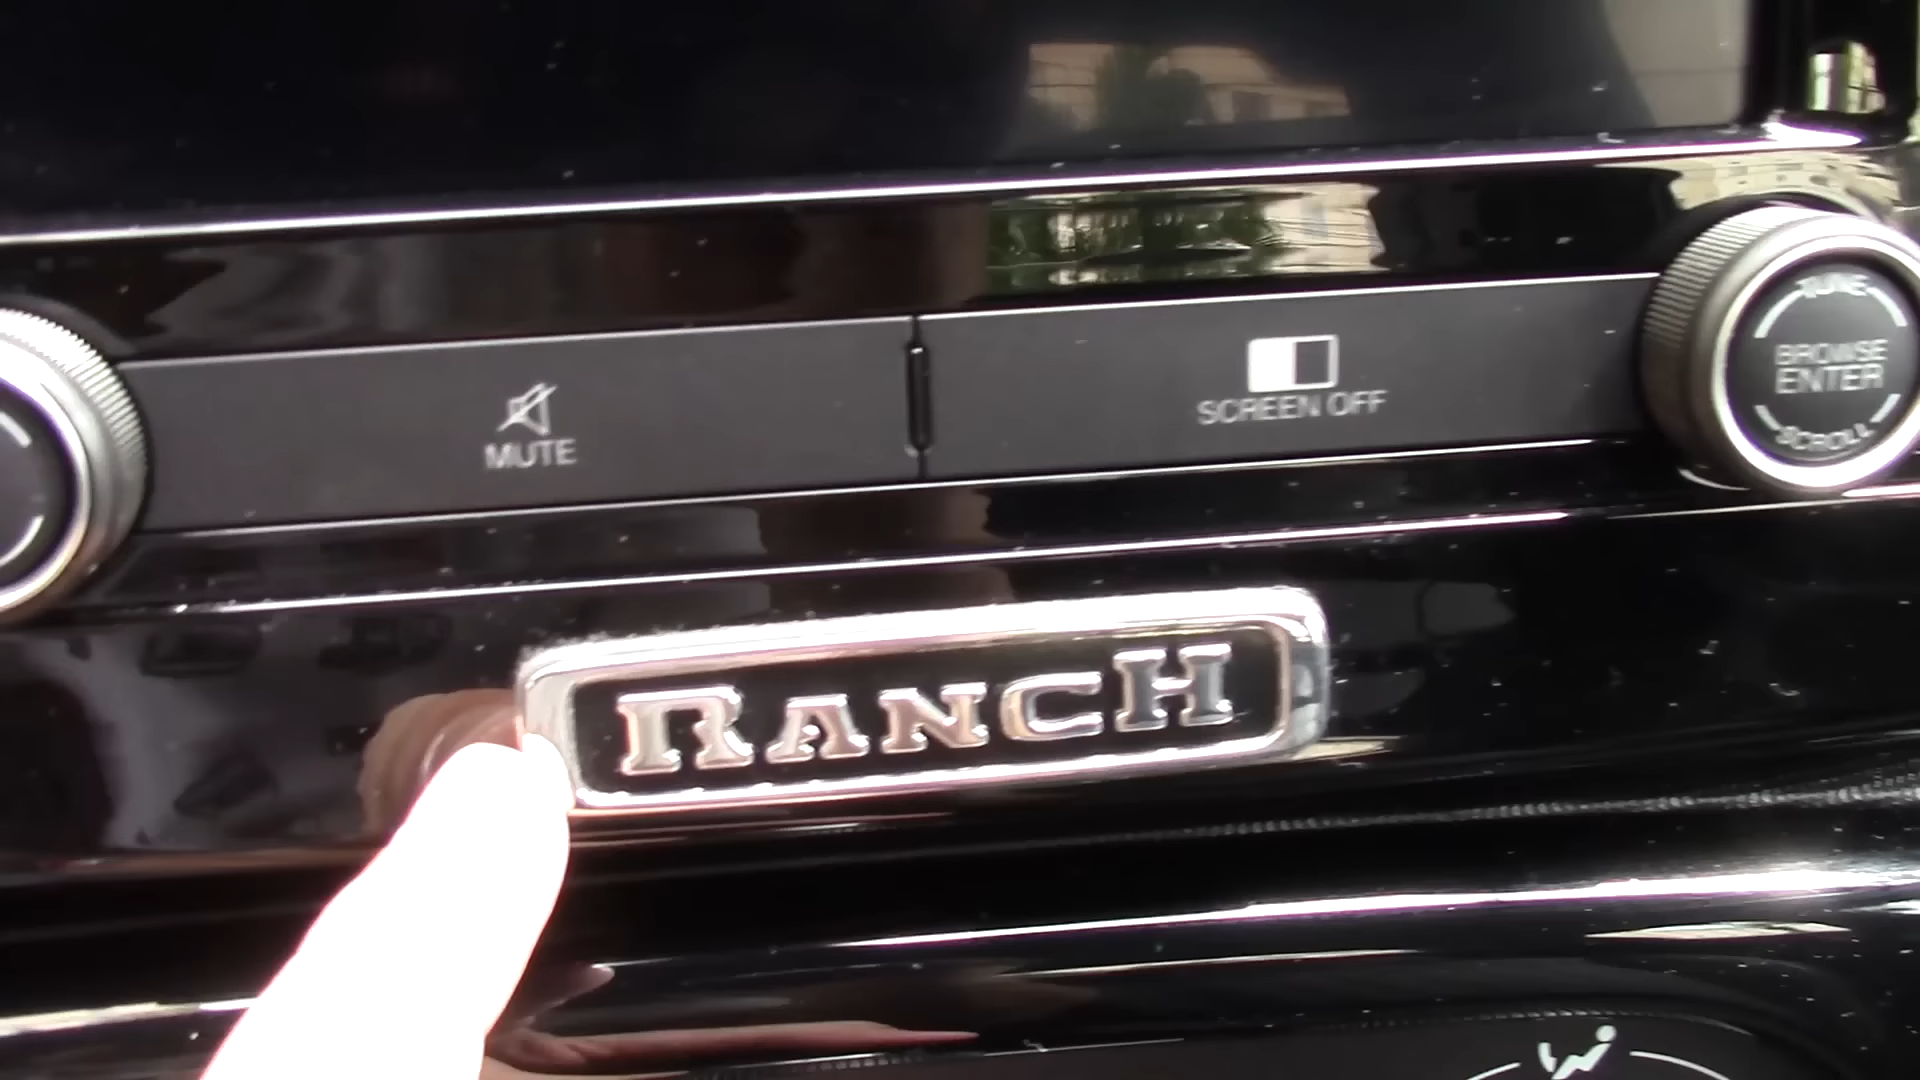 MUTE
SCREEN OFF
TUNE
BROWSE
ENTER
SCROLL
RANCH